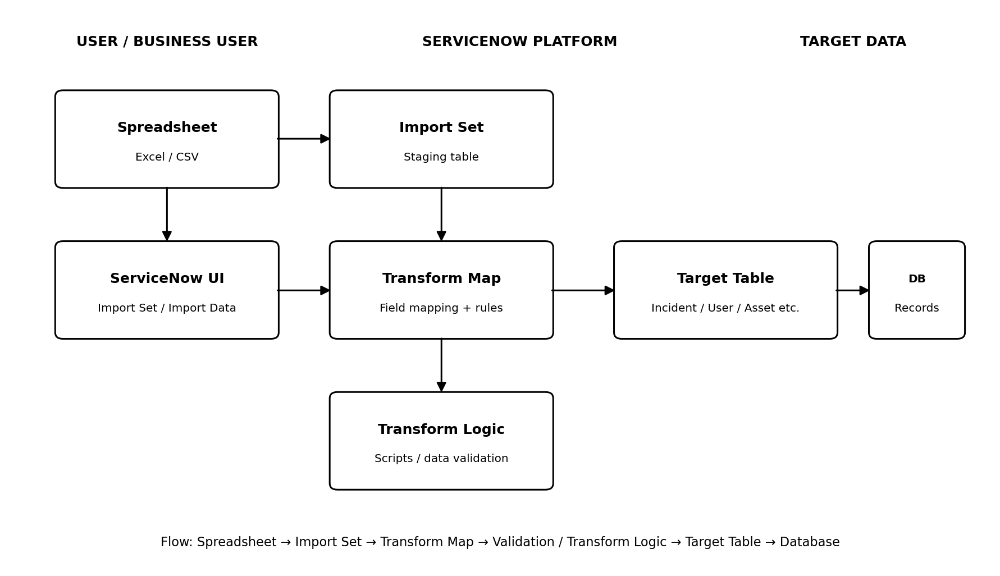 USER / BUSINESS USER
SERVICENOW PLATFORM
TARGET DATA
Spreadsheet
Excel / CSV
Import Set
Staging table
ServiceNow UI
Import Set / Import Data
Transform Map
Field mapping + rules
Target Table
Incident / User / Asset etc.
DB
Records
Transform Logic
Scripts / data validation
Flow: Spreadsheet → Import Set → Transform Map → Validation / Transform Logic → Target Table → Database